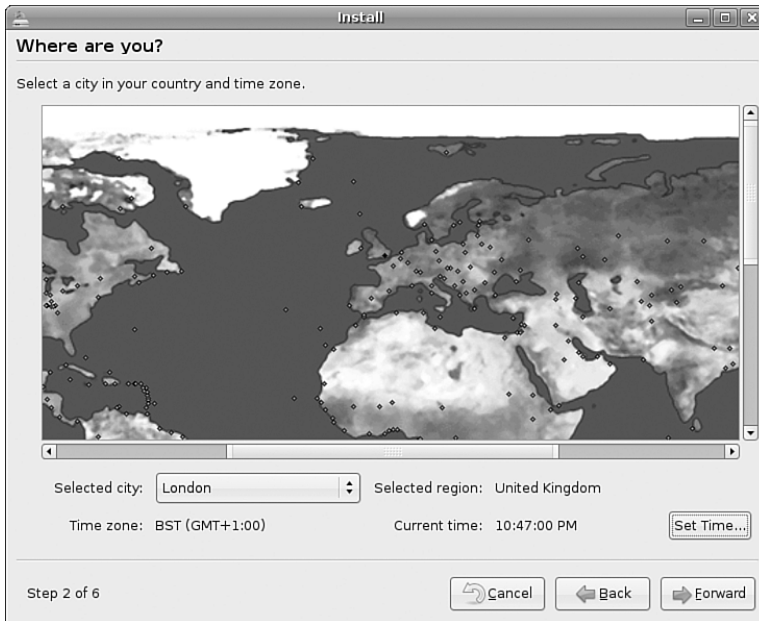 Install
Where are you?
Select a city in your country and time zone.
Selected city: London Selected region: United Kingdom
Time zone: BST (GMT+1:00) Current time: 10:47:00 PM Set Time...
Step 2 of 6 Cancel Back Forward